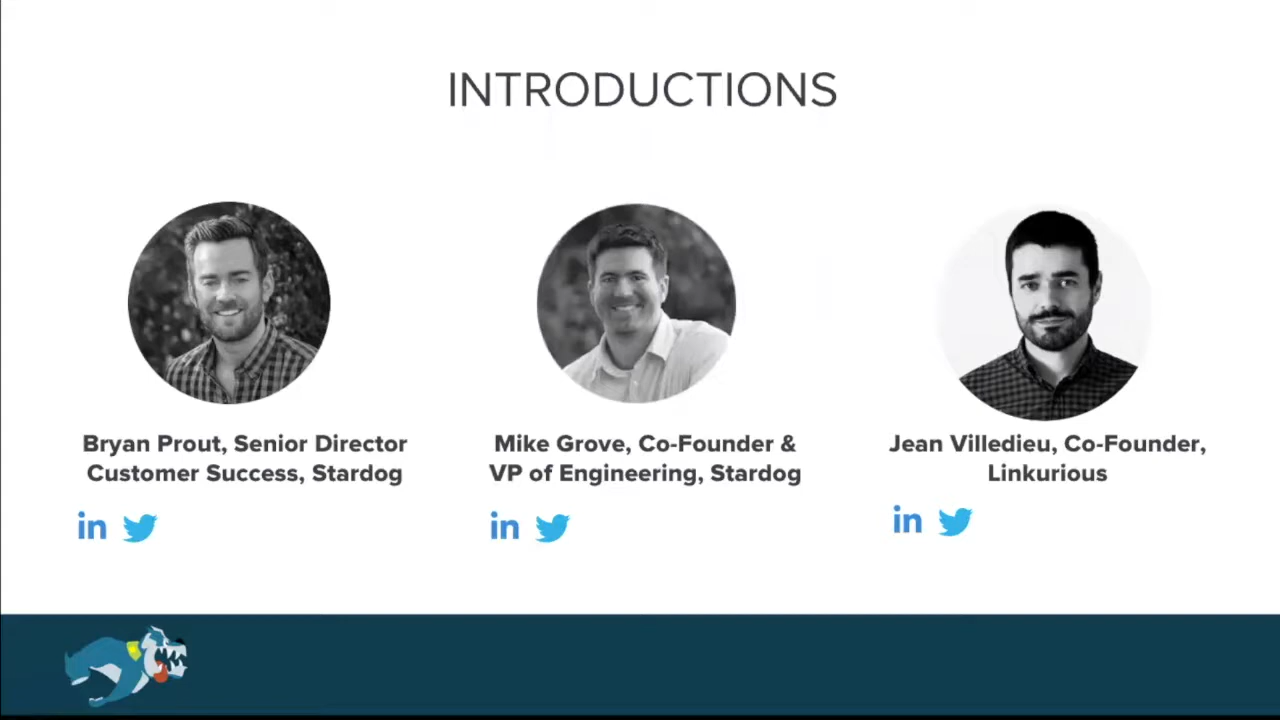 INTRODUCTIONS
Bryan Prout, Senior Director
Customer Success, Stardog
Mike Grove, Co-Founder &
VP of Engineering, Stardog
Jean Villedieu, Co-Founder,
Linkurious
in
in
in